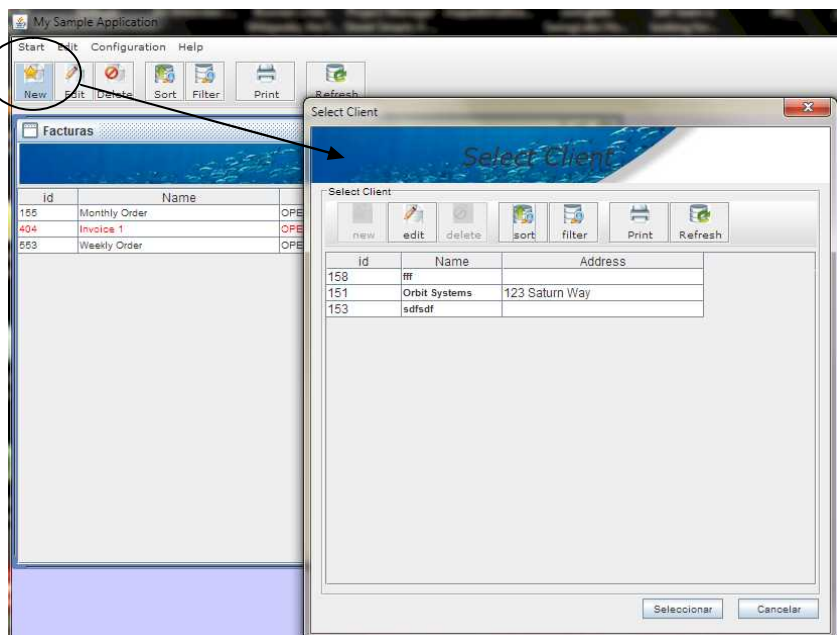 My Sample Application
Start Edit Configuration Help
New Edit Delete Sort Filter Print Refresh
Facturas
id Name
155 Monthly Order OPE
404 Invoice 1 OPE
553 Weekly Order OPE
Select Client
Select Client
Select Client
new edit delete sort filter Print Refresh
id Name Address
158 fff
151 Orbit Systems 123 Saturn Way
153 sdfsdf
Seleccionar Cancelar